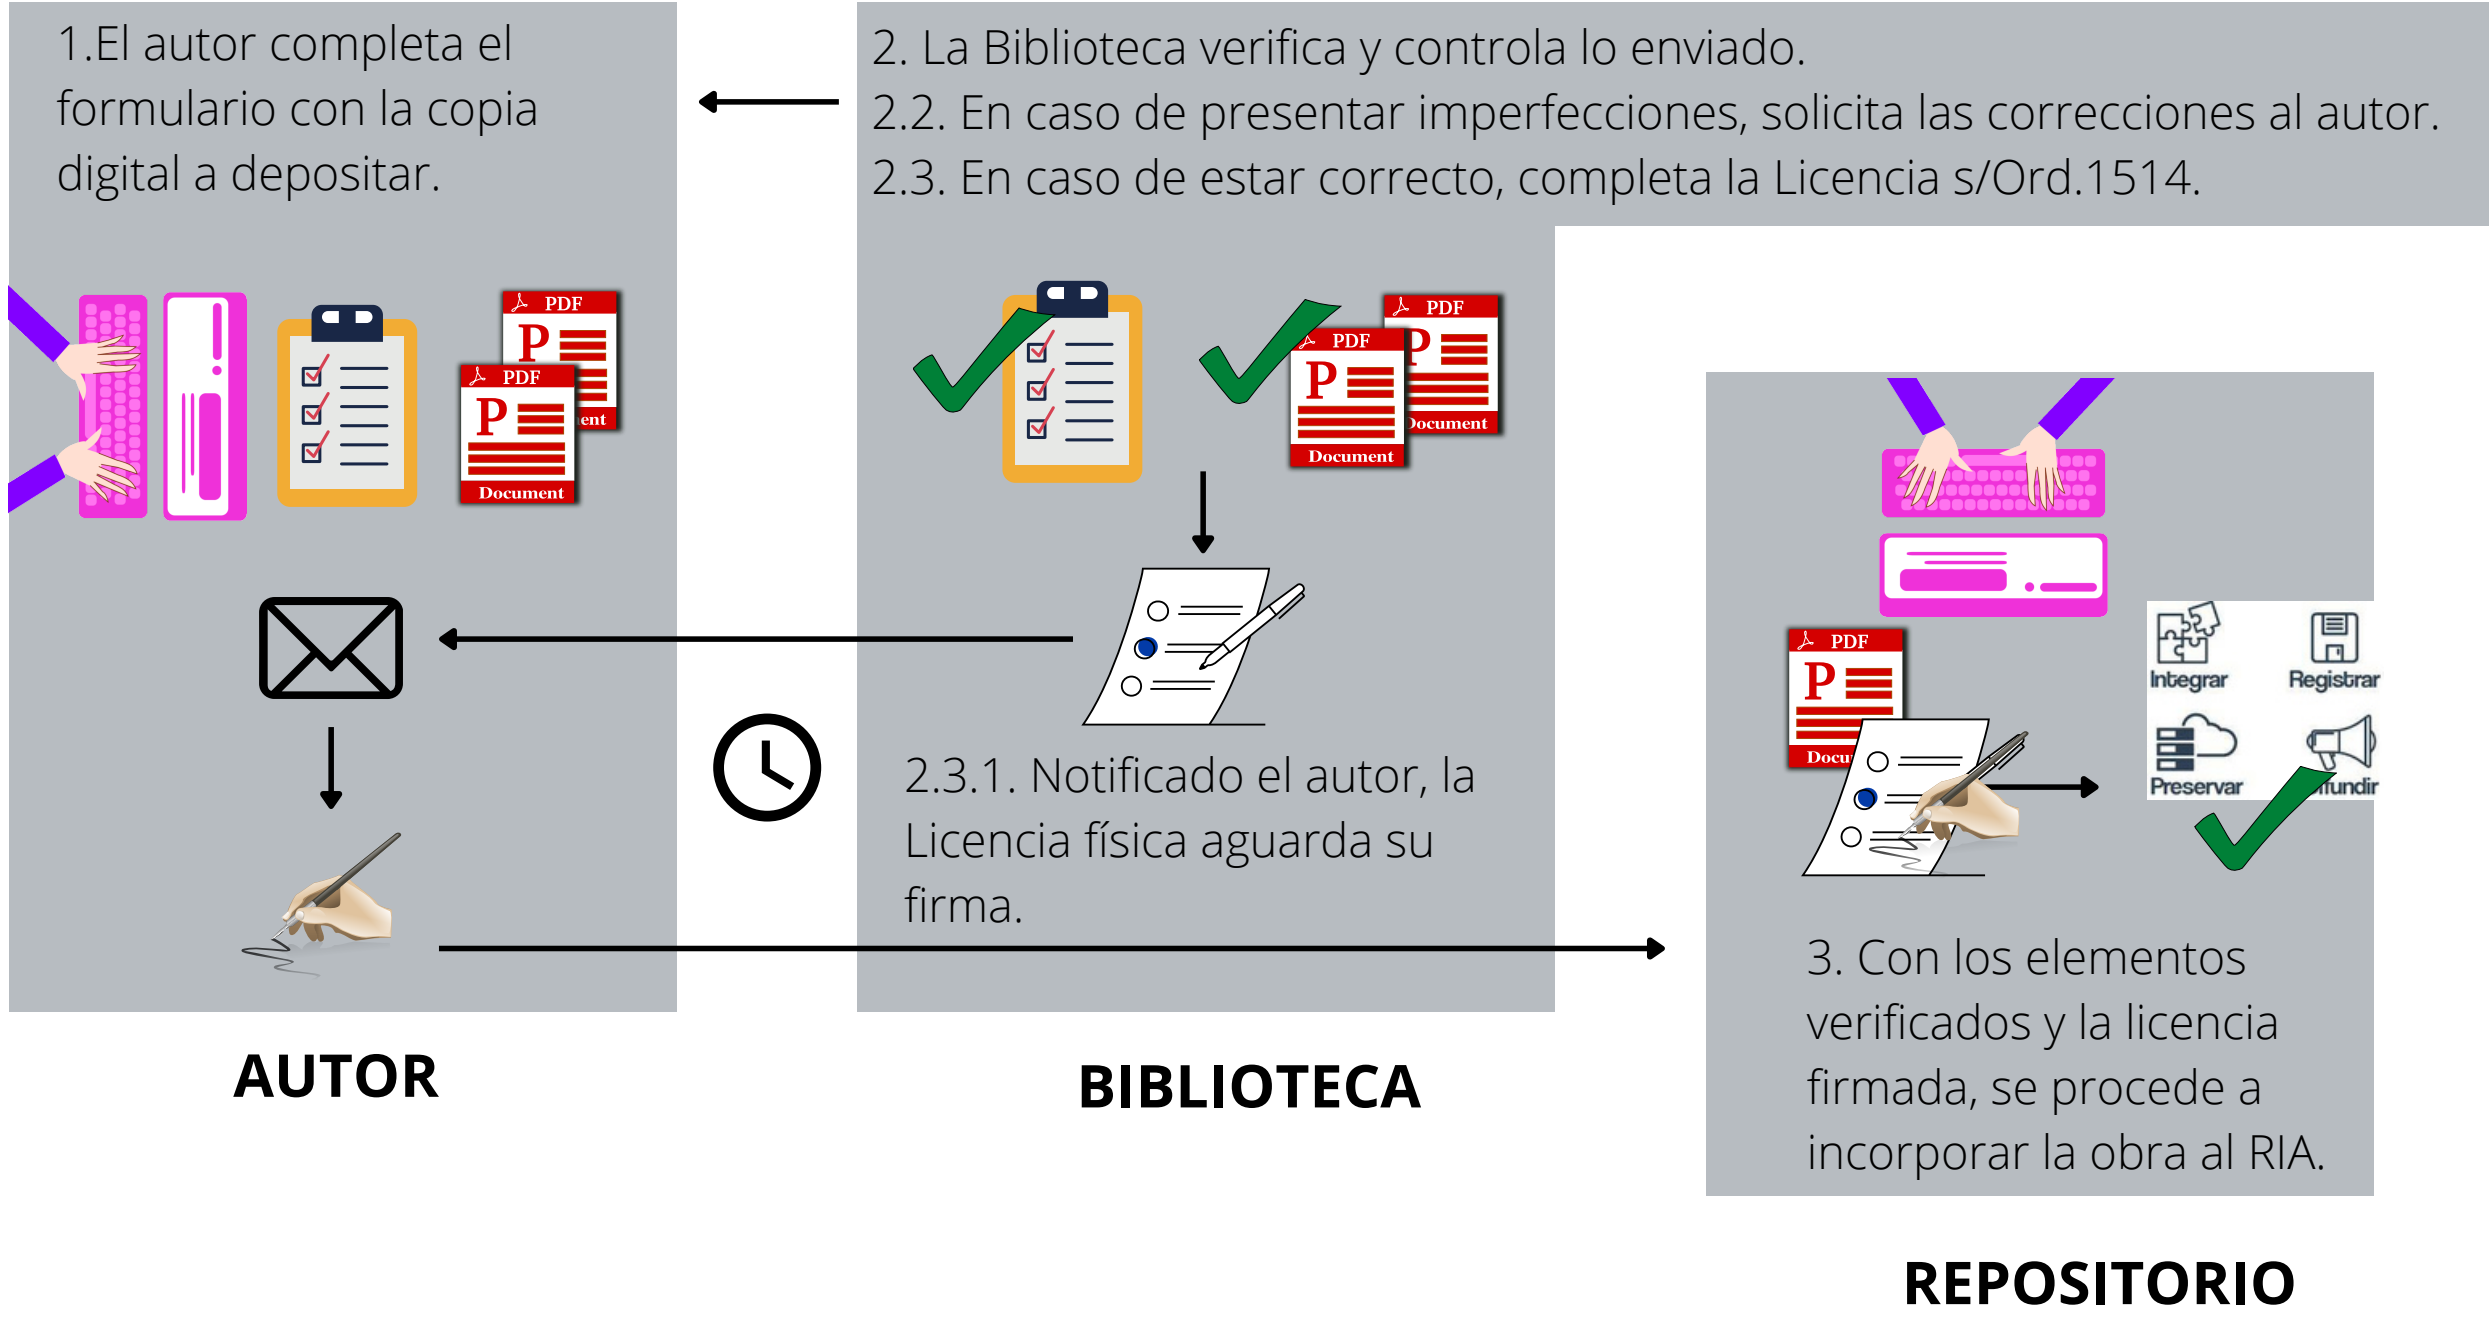 1.El autor completa el
formulario con la copia
digital a depositar.
2. La Biblioteca verifica y controla lo enviado.
2.2. En caso de presentar imperfecciones, solicita las correcciones al autor.
2.3. En caso de estar correcto, completa la Licencia s/Ord.1514.
PDF
P
PDF
P
ent
Document
PDF
P
PDF
P
Document
Document
2.3.1. Notificado el autor, la
Licencia física aguarda su
firma.
Integrar
Registrar
PDF
P
Docu
Preservar
fundir
3. Con los elementos
verificados y la licencia
firmada, se procede a
incorporar la obra al RIA.
AUTOR
BIBLIOTECA
REPOSITORIO